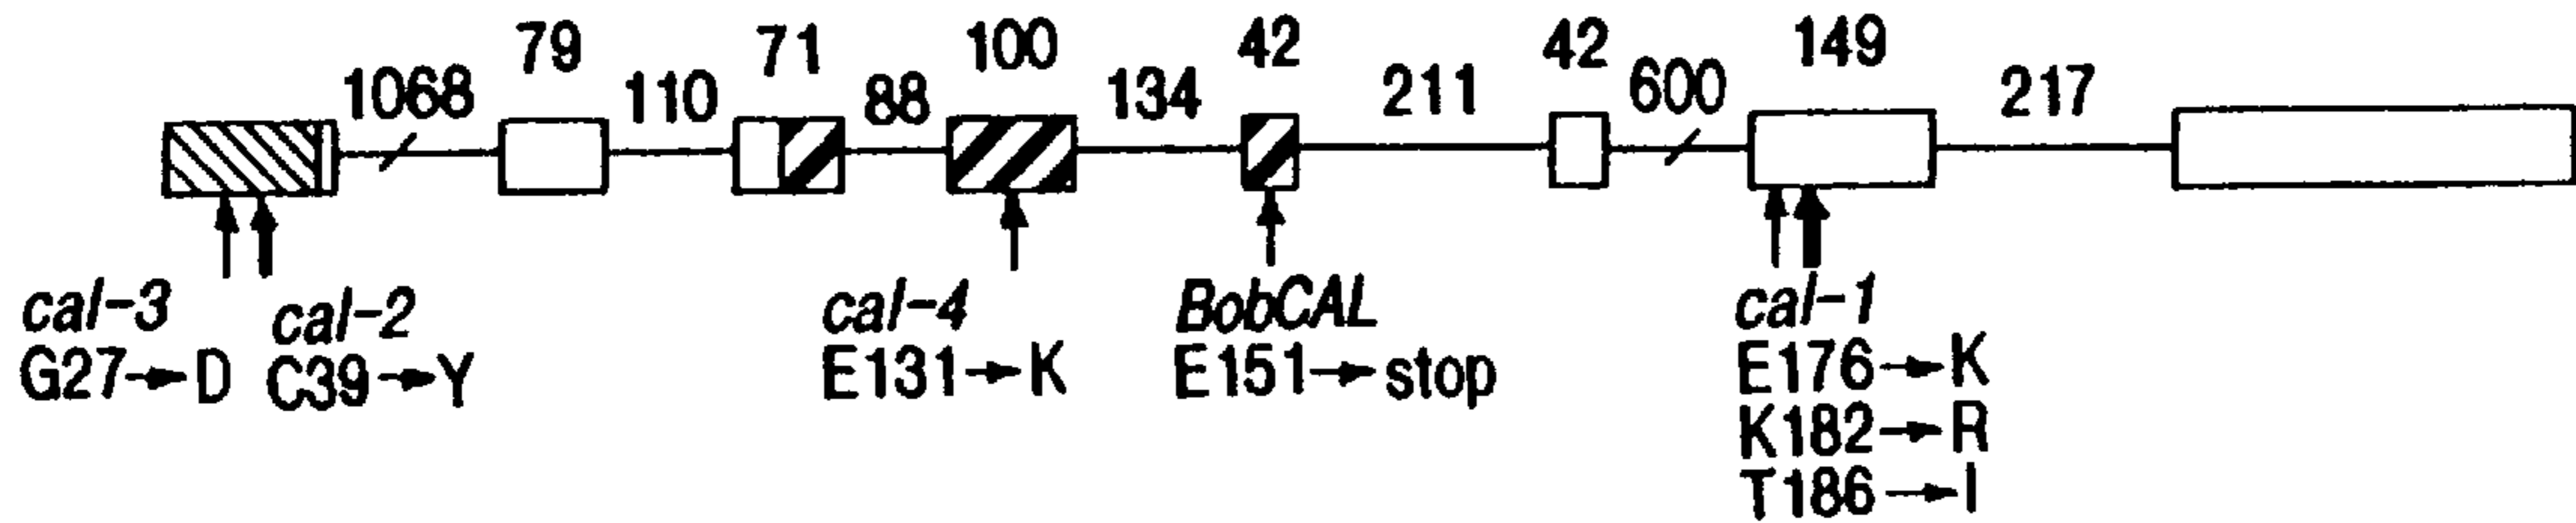 79 71 100 42 42 149
1068 110 88 134 211 600 217
cal-3 cal-2 cal-4 BobCAL cal-1
G27→D C39→Y E131→K E151→stop E176→K
K182→R
T186→I